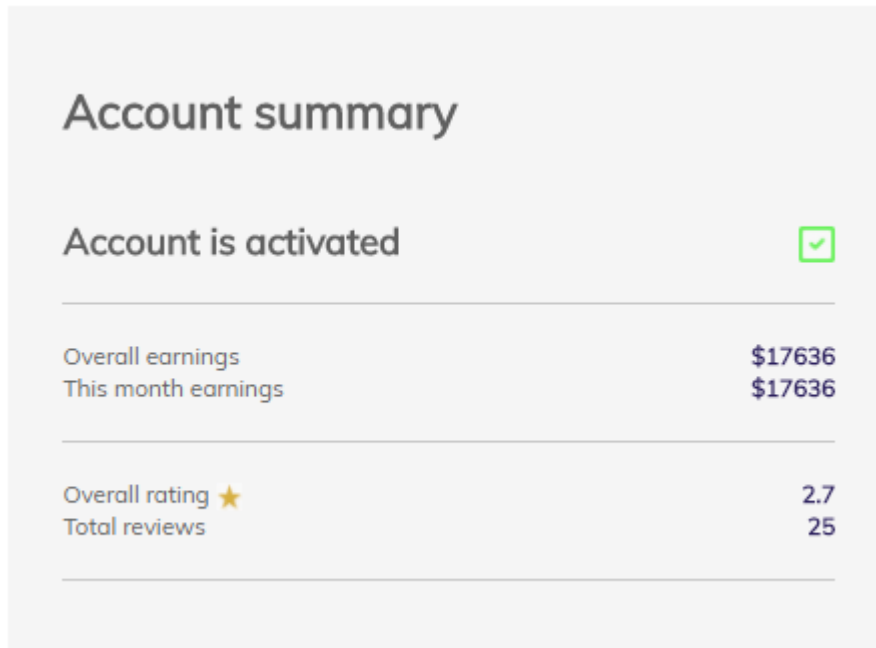 Account summary
Account is activated
Overall earnings $17636
This month earnings $17636
Overall rating 2.7
Total reviews 25